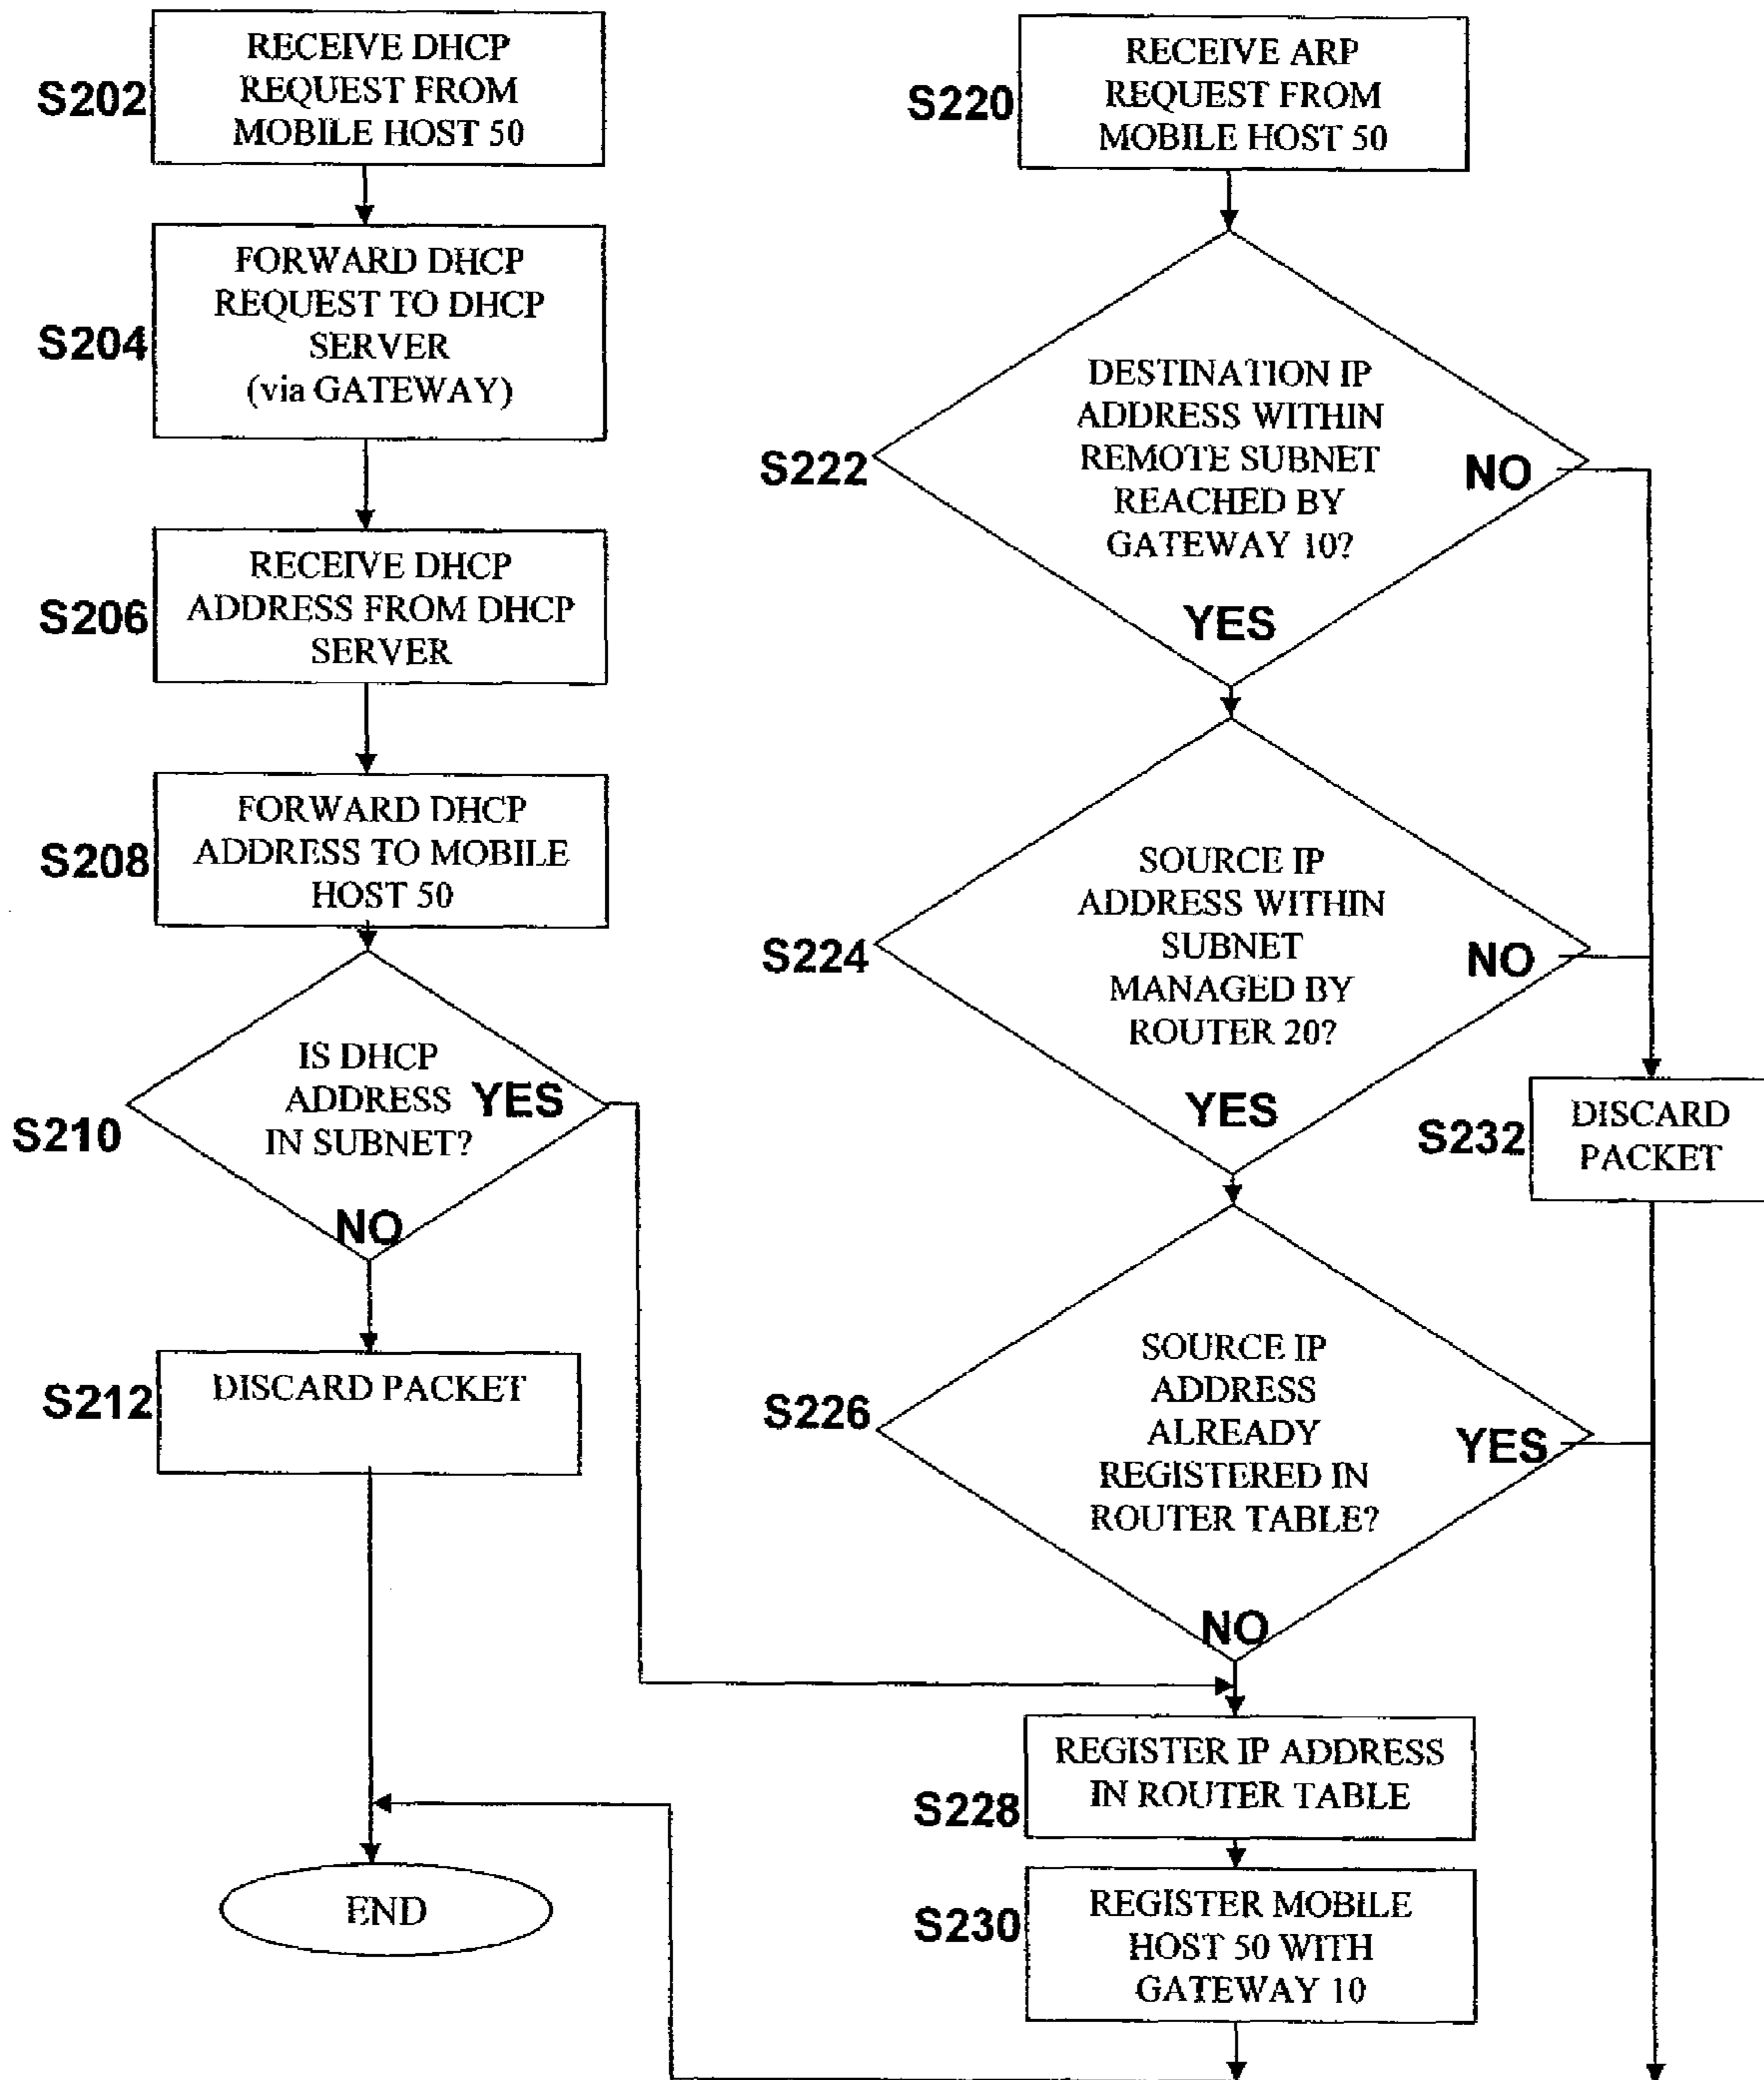 S202
RECEIVE DHCP
REQUEST FROM
MOBILE HOST 50
S204
FORWARD DHCP
REQUEST TO DHCP
SERVER
(via GATEWAY)
S206
RECEIVE DHCP
ADDRESS FROM DHCP
SERVER
S208
FORWARD DHCP
ADDRESS TO MOBILE
HOST 50
S210
IS DHCP
ADDRESS
IN SUBNET?
YES
NO
S212
DISCARD PACKET
END
S220
RECEIVE ARP
REQUEST FROM
MOBILE HOST 50
S222
DESTINATION IP
ADDRESS WITHIN
REMOTE SUBNET
REACHED BY
GATEWAY 10?
NO
YES
S224
SOURCE IP
ADDRESS WITHIN
SUBNET
MANAGED BY
ROUTER 20?
NO
YES
S232
DISCARD
PACKET
S226
SOURCE IP
ADDRESS
ALREADY
REGISTERED IN
ROUTER TABLE?
YES
NO
S228
REGISTER IP ADDRESS
IN ROUTER TABLE
S230
REGISTER MOBILE
HOST 50 WITH
GATEWAY 10